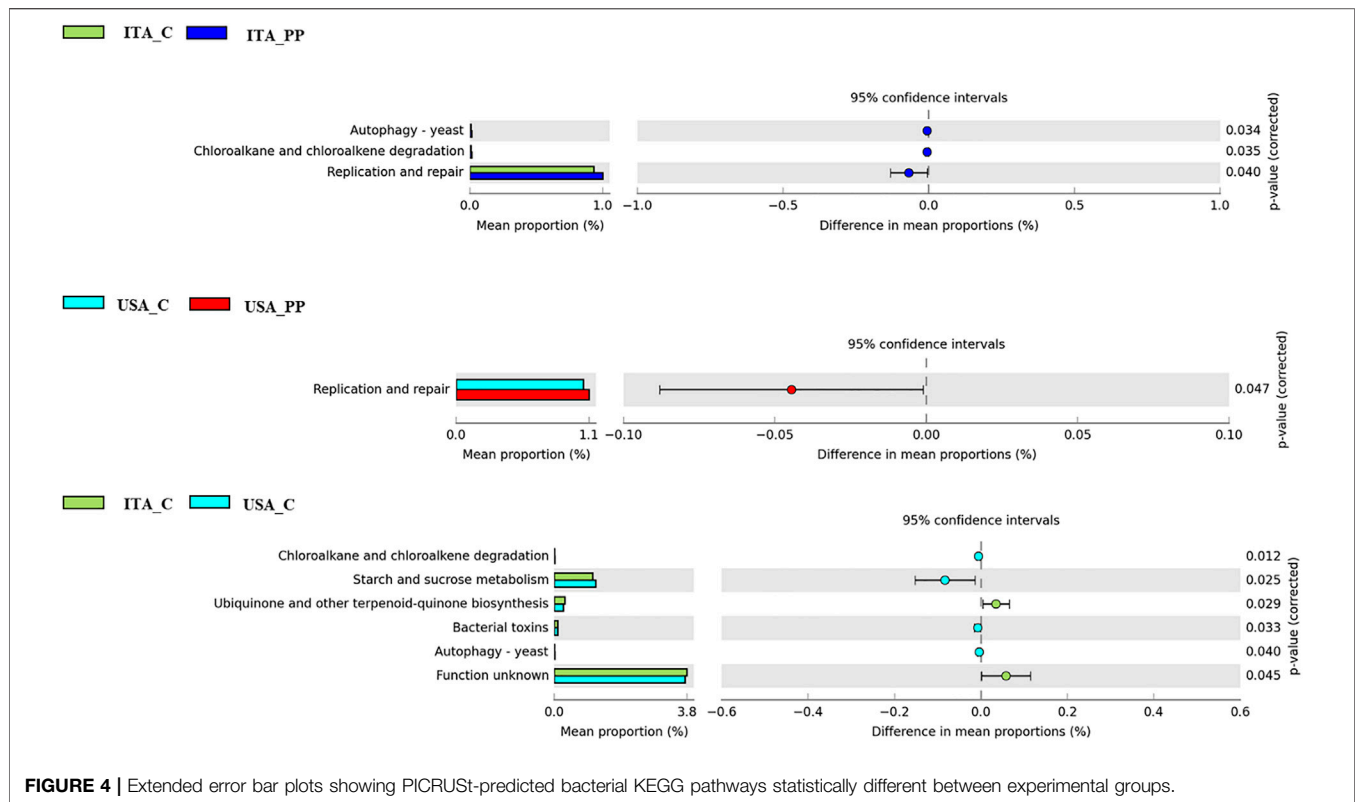 ITA_C ITA_PP
95% confidence intervals
Autophagy - yeast 0.034
Chloroalkane and chloroalkene degradation 0.035
Replication and repair 0.040
p-value (corrected)
0.0 1.0 −1.0 −0.5 0.0 0.5 1.0
Mean proportion (%) Difference in mean proportions (%)
USA_C USA_PP
95% confidence intervals
Replication and repair 0.047
p-value (corrected)
0.0 1.1 −0.10 −0.05 0.00 0.05 0.10
Mean proportion (%) Difference in mean proportions (%)
ITA_C USA_C
95% confidence intervals
Chloroalkane and chloroalkene degradation 0.012
Starch and sucrose metabolism 0.025
Ubiquinone and other terpenoid-quinone biosynthesis 0.029
Bacterial toxins 0.033
Autophagy - yeast 0.040
Function unknown 0.045
p-value (corrected)
0.0 3.8 −0.6 −0.4 −0.2 0.0 0.2 0.4 0.6
Mean proportion (%) Difference in mean proportions (%)
FIGURE 4 | Extended error bar plots showing PICRUSt-predicted bacterial KEGG pathways statistically different between experimental groups.